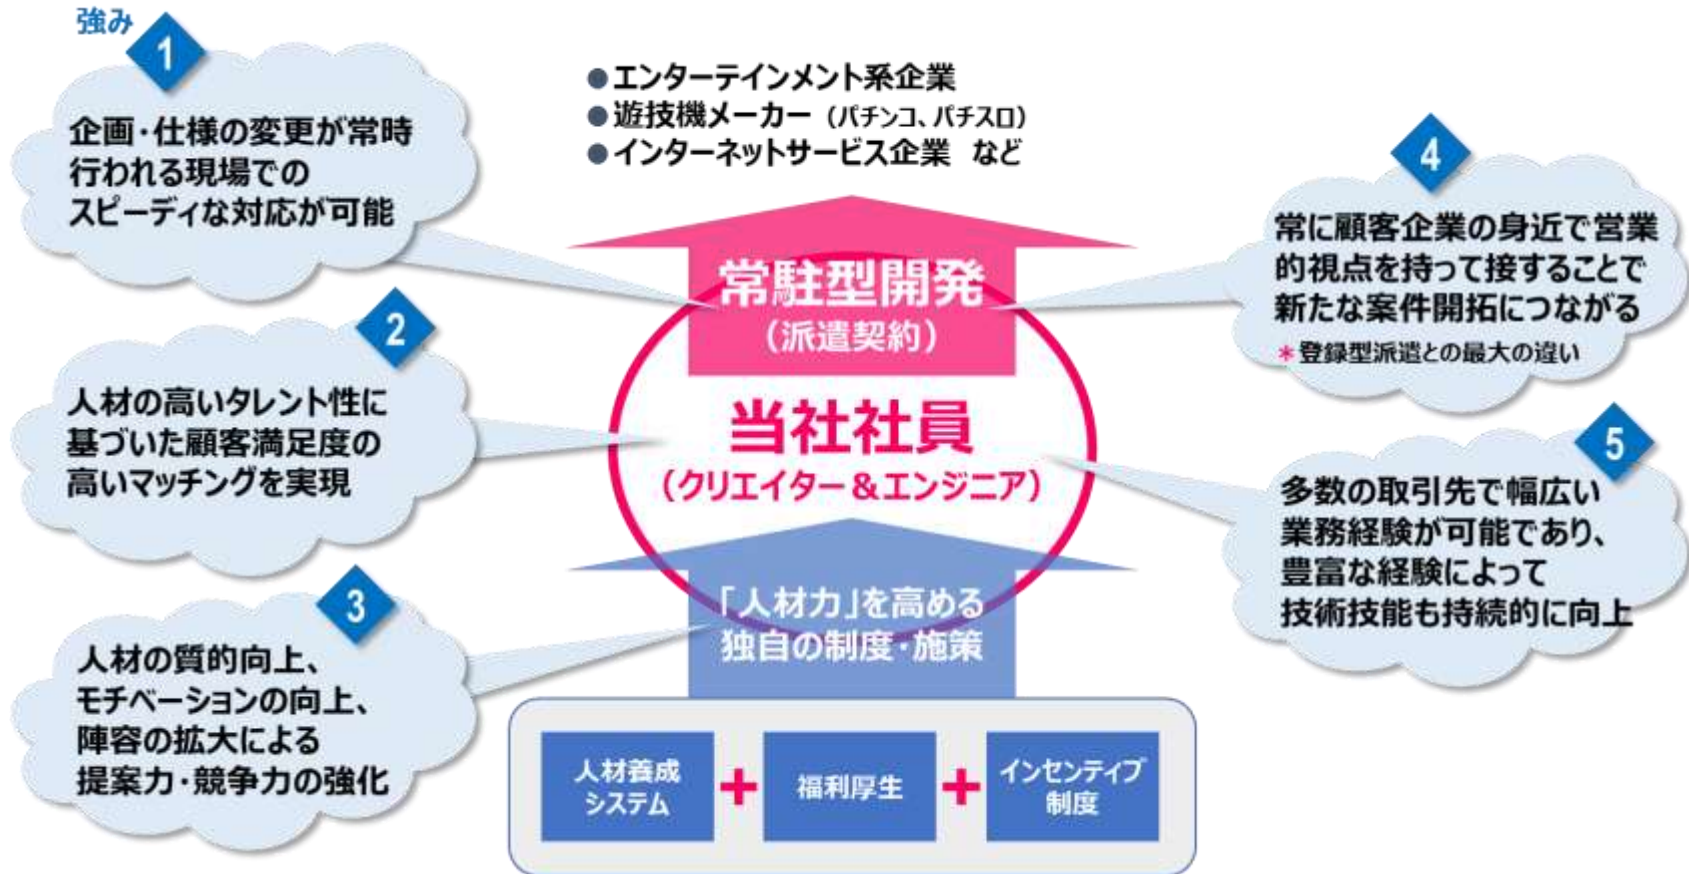 強み
1
企画・仕様の変更が常時
行われる現場での
スピーディな対応が可能
2
人材の高いタレント性に
基づいた顧客満足度の
高いマッチングを実現
3
人材の質的向上、
モチベーションの向上、
陣容の拡大による
提案力・競争力の強化
●エンターテインメント系企業
●遊技機メーカー（パチンコ、パチスロ）
●インターネットサービス企業　など
常駐型開発
（派遣契約）
当社社員
（クリエイター＆エンジニア）
「人材力」を高める
独自の制度・施策
人材養成
システム
+
福利厚生
+
インセンティブ
制度
4
常に顧客企業の身近で営業
的視点を持って接することで
新たな案件開拓につながる
＊登録型派遣との最大の違い
5
多数の取引先で幅広い
業務経験が可能であり、
豊富な経験によって
技術技能も持続的に向上